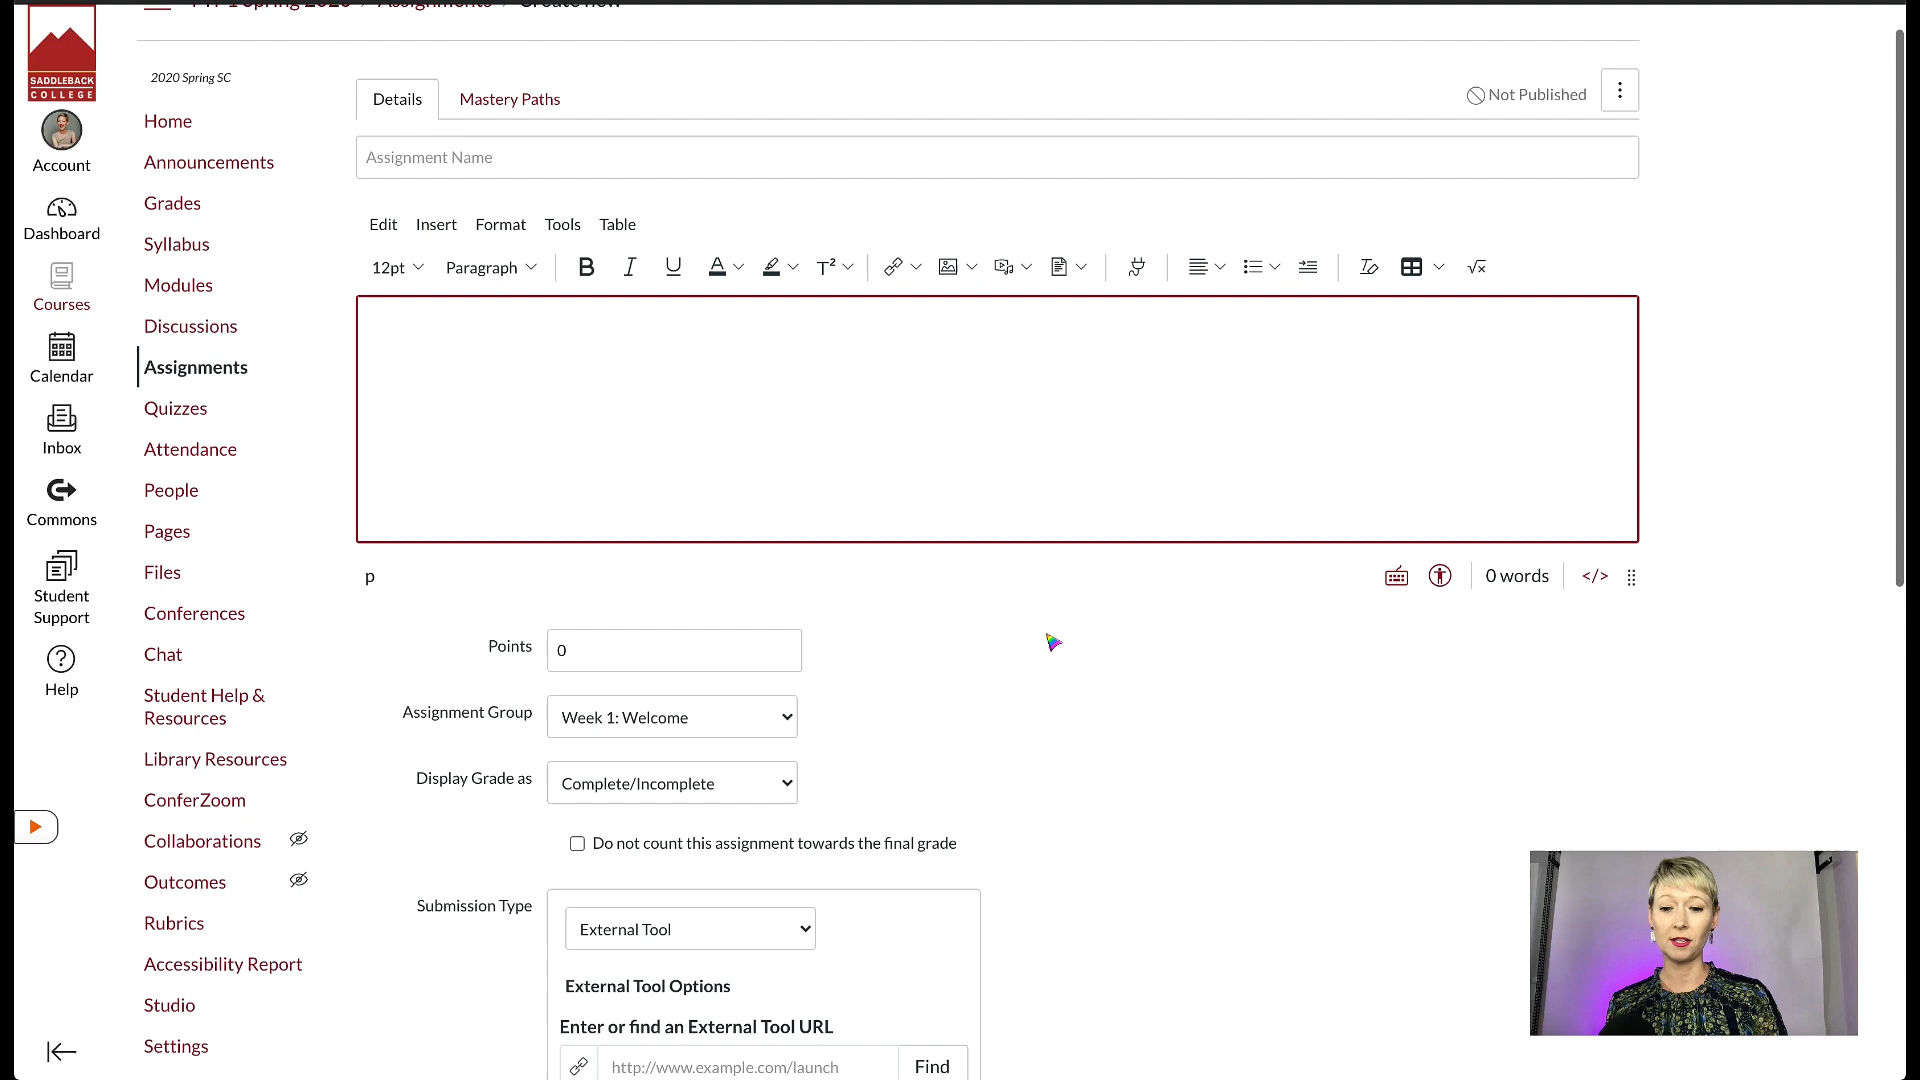 Assignments
Create new
SADDLEBACK
COLLEGE
2020 Spring SC
Details
Mastery Paths
Not Published
Home
Account
Assignment Name
Announcements
Grades
Dashboard
Edit Insert Format Tools Table
Syllabus
12pt Paragraph
Modules
Courses
Discussions
Assignments
Calendar
Quizzes
Inbox
Attendance
People
Commons
Pages
Files
p
0 words
</>
Student
Support
Conferences
Points
0
Chat
Help
Student Help &
Resources
Assignment Group
Week 1: Welcome
Library Resources
Display Grade as
Complete/Incomplete
ConferZoom
Collaborations
Do not count this assignment towards the final grade
Outcomes
Submission Type
External Tool
Rubrics
Accessibility Report
External Tool Options
Studio
Enter or find an External Tool URL
Settings
http://www.example.com/launch
Find